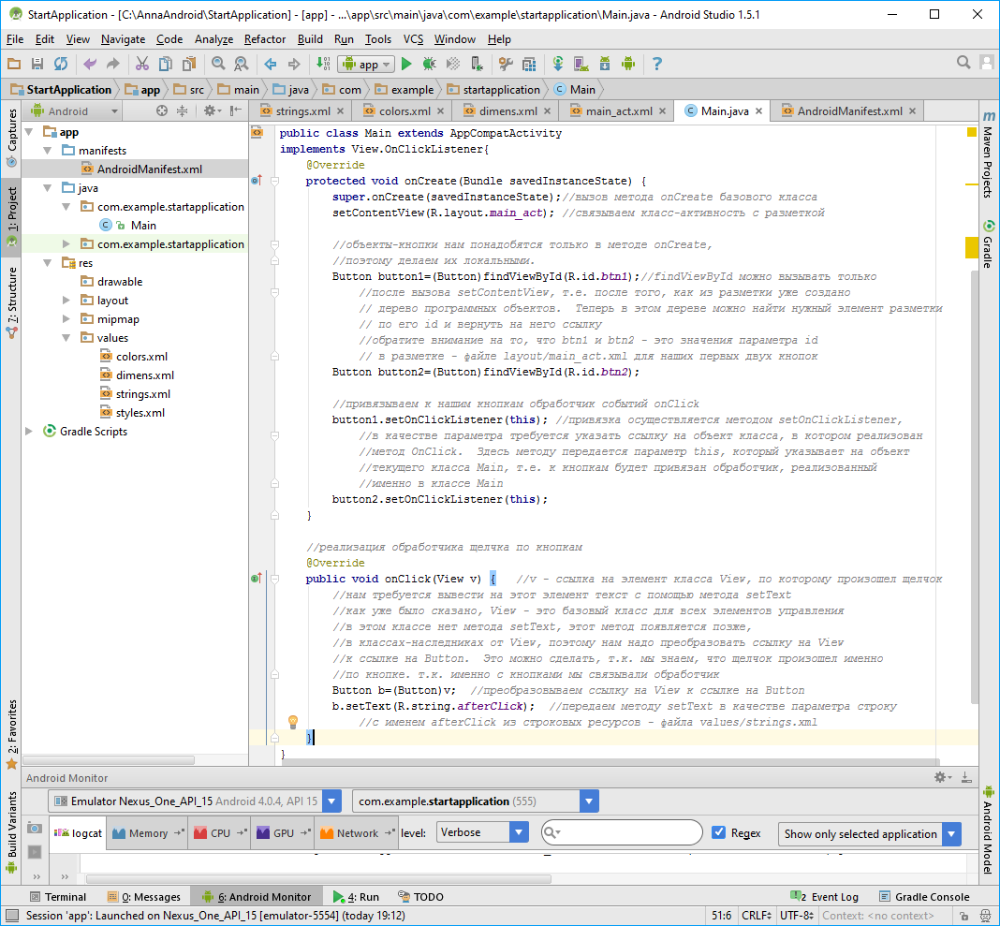 StartApplication - [C:\AnnaAndroid\StartApplication] - [app] - ...\app\src\main\java\com\example\startapplication\Main.java - Android Studio 1.5.1
File Edit View Navigate Code Analyze Refactor Build Run Tools VCS Window Help
app
StartApplication app src main java com example startapplication Main
Android
strings.xml colors.xml dimens.xml main_act.xml Main.java AndroidManifest.xml
Captures
1: Project
7: Structure
2: Favorites
Build Variants
app
manifests
AndroidManifest.xml
java
com.example.startapplication
Main
com.example.startapplication
res
drawable
layout
mipmap
values
colors.xml
dimens.xml
strings.xml
styles.xml
Gradle Scripts
public class Main extends AppCompatActivity
implements View.OnClickListener{
@Override
protected void onCreate(Bundle savedInstanceState) {
super.onCreate(savedInstanceState);//вызов метода onCreate базового класса
setContentView(R.layout.main_act); //связываем класс-активность с разметкой
//объекты-кнопки нам понадобятся только в методе onCreate,
//поэтому делаем их локальными.
Button button1=(Button)findViewById(R.id.btn1);//findViewById можно вызывать только
//после вызова setContentView, т.е. после того, как из разметки уже создано
// дерево программных объектов.  Теперь в этом дереве можно найти нужный элемент разметки
// по его id и вернуть на него ссылку
//обратите внимание на то, что btn1 и btn2 - это значения параметра id
// в разметке - файле layout/main_act.xml для наших первых двух кнопок
Button button2=(Button)findViewById(R.id.btn2);
//привязываем к нашим кнопкам обработчик событий onClick
button1.setOnClickListener(this); //привязка осуществляется методом setOnClickListener,
//в качестве параметра требуется указать ссылку на объект класса, в котором реализован
//метод OnClick.  Здесь методу передается параметр this, который указывает на объект
//текущего класса Main, т.е. к кнопкам будет привязан обработчик, реализованный
//именно в классе Main
button2.setOnClickListener(this);
}
//реализация обработчика щелчка по кнопкам
@Override
public void onClick(View v) {   //v - ссылка на элемент класса View, по которому произошел щелчок
//нам требуется вывести на этот элемент текст с помощью метода setText
//как уже было сказано, View - это базовый класс для всех элементов управления
//в этом классе нет метода setText, этот метод появляется позже,
//в классах-наследниках от View, поэтому нам надо преобразовать ссылку на View
//к ссылке на Button.  Это можно сделать, т.к. мы знаем, что щелчок произошел именно
//по кнопке. т.к. именно с кнопками мы связывали обработчик
Button b=(Button)v;  //преобразовываем ссылку на View к ссылке на Button
b.setText(R.string.afterClick);  //передаем методу setText в качестве параметра строку
//с именем afterClick из строковых ресурсов - файла values/strings.xml
}
}
Maven Projects
Gradle
Android Model
Android Monitor
Emulator Nexus_One_API_15 Android 4.0.4, API 15 com.example.startapplication (555)
logcat Memory CPU GPU Network level: Verbose Regex Show only selected application
Terminal 0: Messages 6: Android Monitor 4: Run TODO 2 Event Log Gradle Console
Session 'app': Launched on Nexus_One_API_15 [emulator-5554] (today 19:12) 51:6 CRLF UTF-8 Context: <no context>